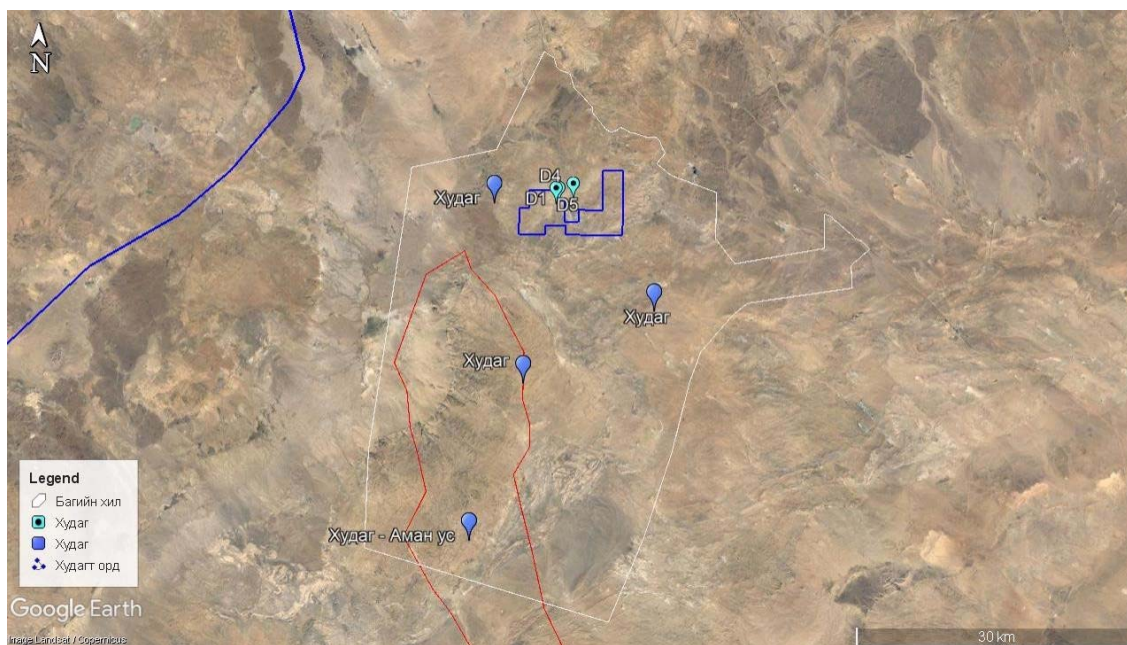 N
D4
Худаг
D1
D5
Худаг
Худаг
Худаг - Аман ус
Legend
Багийн хил
Худаг
Худаг
Худагт орд
Google Earth
Image Landsat / Copernicus
30 km